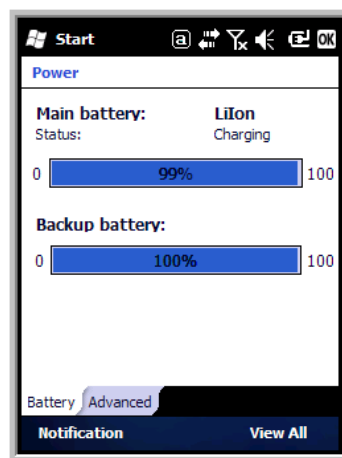 Start a OK
Power
Main battery: LiIon
Status: Charging
0 99% 100
Backup battery:
0 100% 100
Battery Advanced
Notification View All